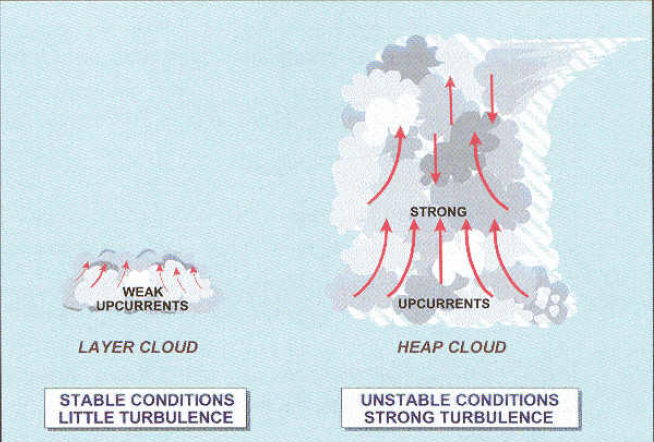 WEAK
UPCURRENTS
LAYER CLOUD
STABLE CONDITIONS
LITTLE TURBULENCE
STRONG
UPCURRENTS
HEAP CLOUD
UNSTABLE CONDITIONS
STRONG TURBULENCE